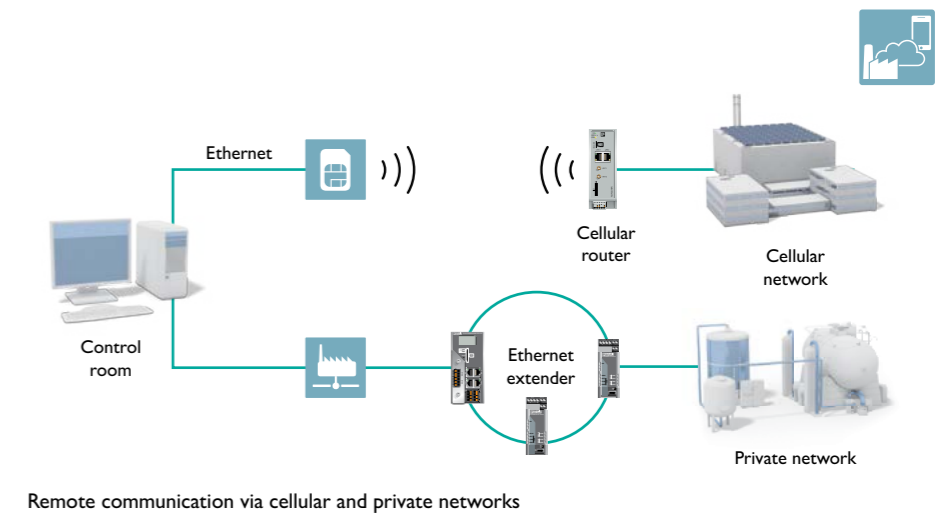 Ethernet
Cellular
router
Cellular
network
Control
room
Ethernet
extender
Private network
Remote communication via cellular and private networks